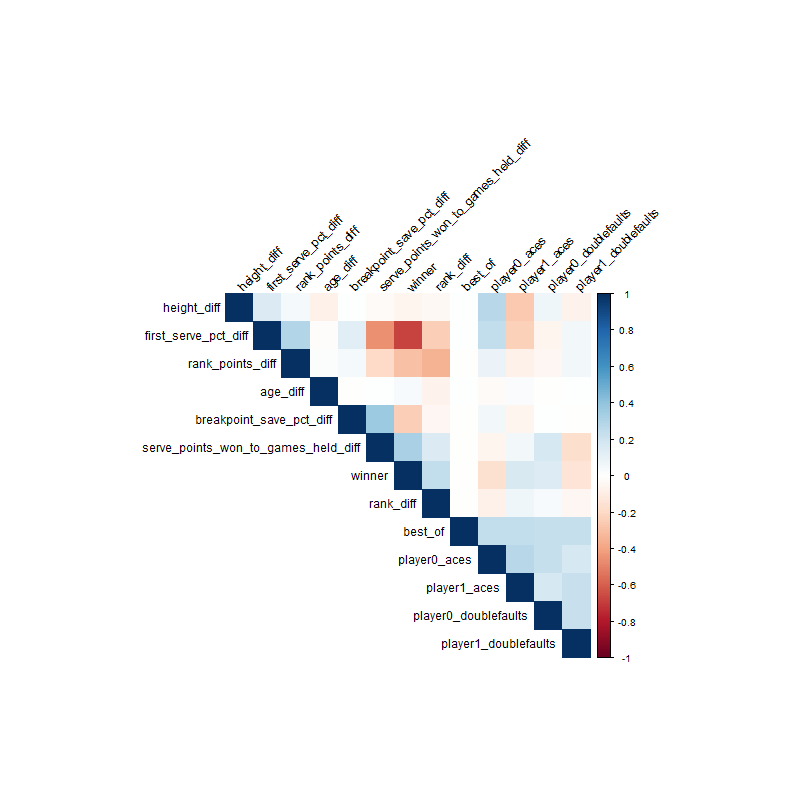 height_diff
first_serve_pct_diff
rank_points_diff
age_diff
breakpoint_save_pct_diff
serve_points_won_to_games_held_diff
winner
rank_diff
best_of
player0_aces
player1_aces
player0_doublefaults
player1_doublefaults
height_diff
first_serve_pct_diff
rank_points_diff
age_diff
breakpoint_save_pct_diff
serve_points_won_to_games_held_diff
winner
rank_diff
best_of
player0_aces
player1_aces
player0_doublefaults
player1_doublefaults
1
0.8
0.6
0.4
0.2
0
-0.2
-0.4
-0.6
-0.8
-1